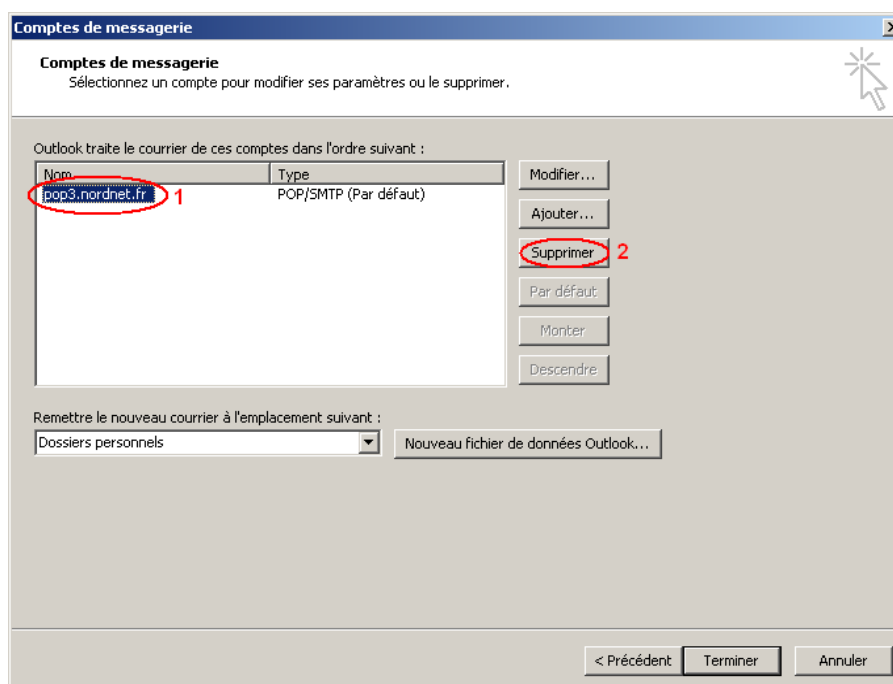 Comptes de messagerie
Comptes de messagerie
Sélectionnez un compte pour modifier ses paramètres ou le supprimer.
Outlook traite le courrier de ces comptes dans l'ordre suivant :
Nom Type
pop3.nordnet.fr 1 POP/SMTP (Par défaut)
Modifier...
Ajouter...
Supprimer 2
Par défaut
Monter
Descendre
Remettre le nouveau courrier à l'emplacement suivant :
Dossiers personnels Nouveau fichier de données Outlook...
< Précédent Terminer Annuler